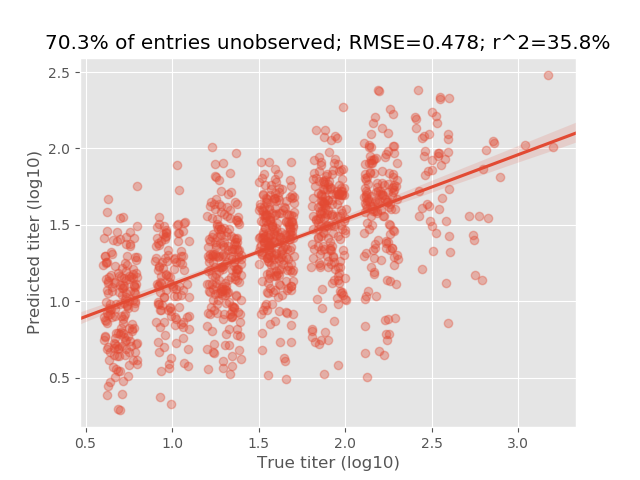 70.3% of entries unobserved; RMSE=0.478; r^2=35.8%
2.5
2.0
1.5
1.0
0.5
Predicted titer (log10)
0.5 1.0 1.5 2.0 2.5 3.0
True titer (log10)